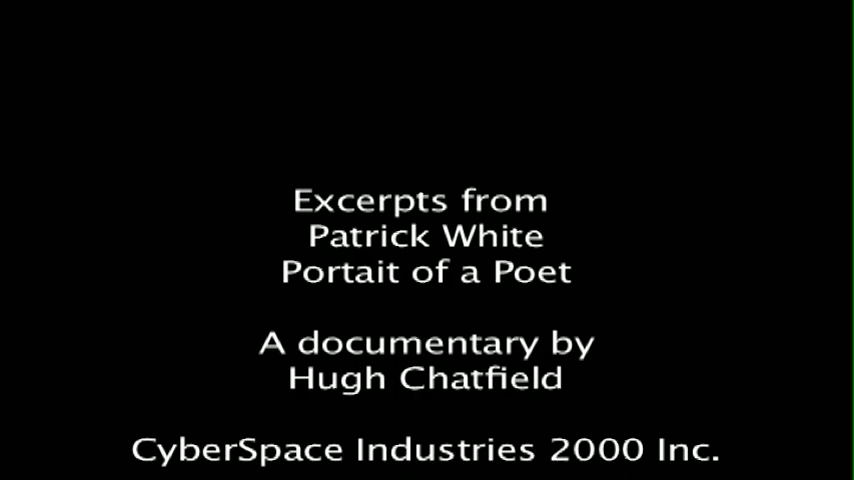 Excerpts from
Patrick White
Portait of a Poet
A documentary by
Hugh Chatfield
CyberSpace Industries 2000 Inc.